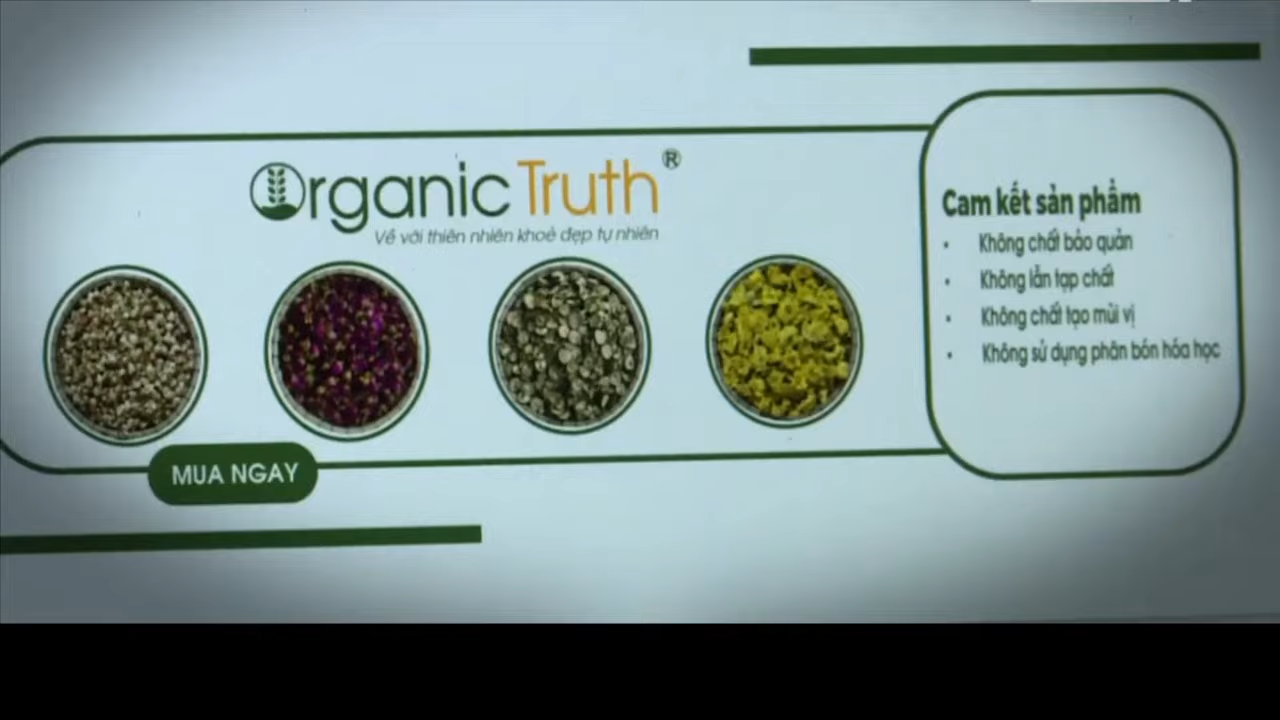 Organic Truth®
Về với thiên nhiên khoẻ đẹp tự nhiên
MUA NGAY
Cam kết sản phẩm
• Không chất bảo quản
• Không lẫn tạp chất
• Không chất tạo mùi vị
• Không sử dụng phân bón hóa học